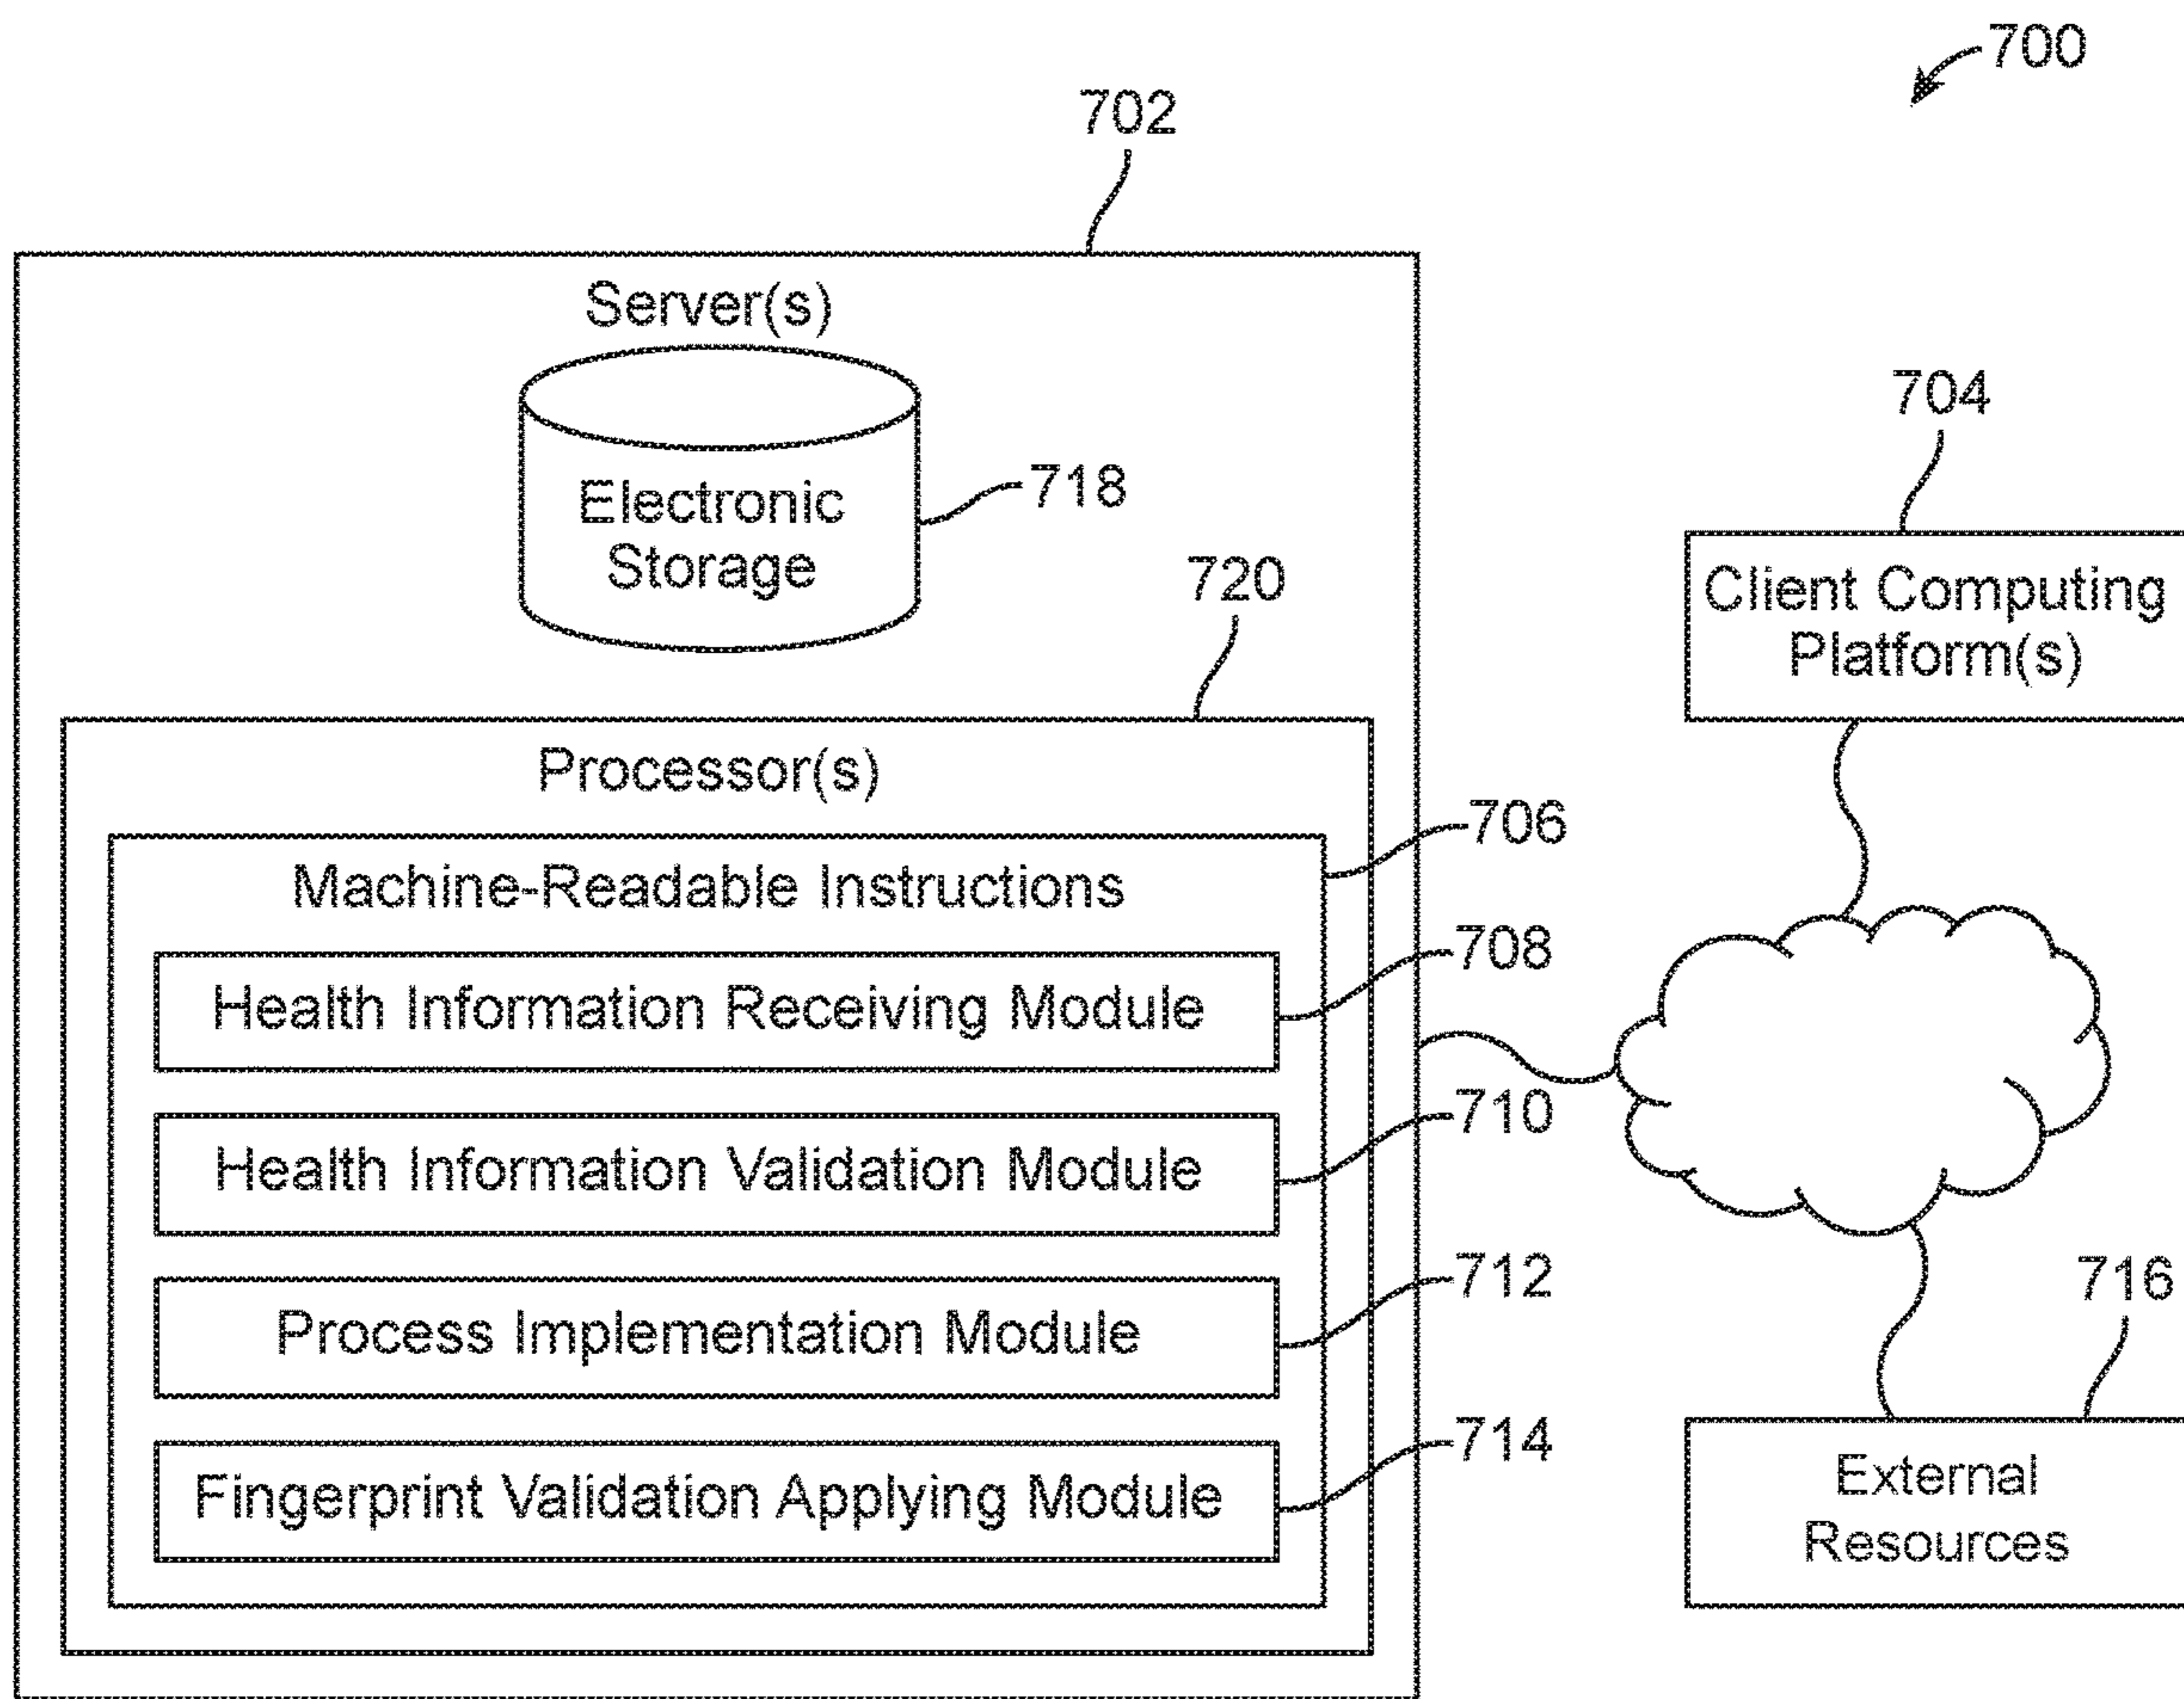 700
702
Server(s)
704
Electronic
Storage
718
720
Client Computing
Platform(s)
Processor(s)
706
Machine-Readable Instructions
708
Health Information Receiving Module
710
Health Information Validation Module
712
716
Process Implementation Module
714
Fingerprint Validation Applying Module
External
Resources